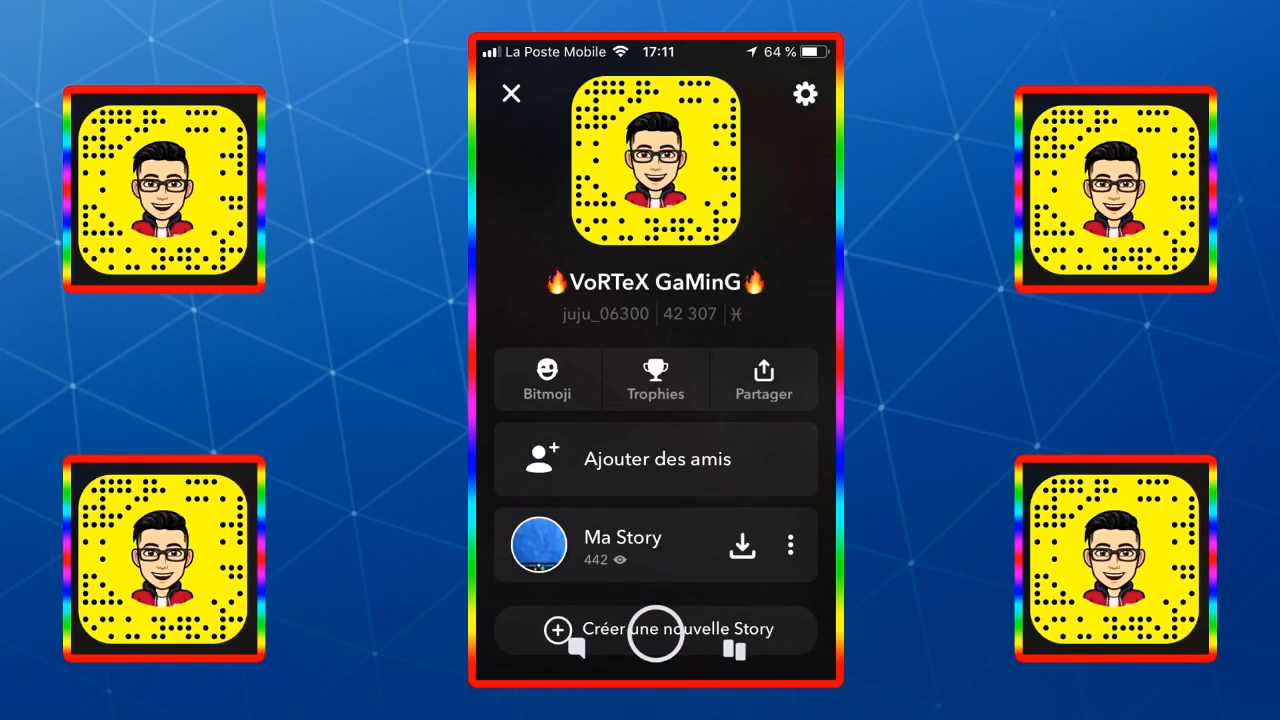 La Poste Mobile 17:11 64 %
🔥VoRTeX GaMinG🔥
juju_06300 | 42 307 | ♓
Bitmoji Trophies Partager
Ajouter des amis
Ma Story
442
Créer une nouvelle Story